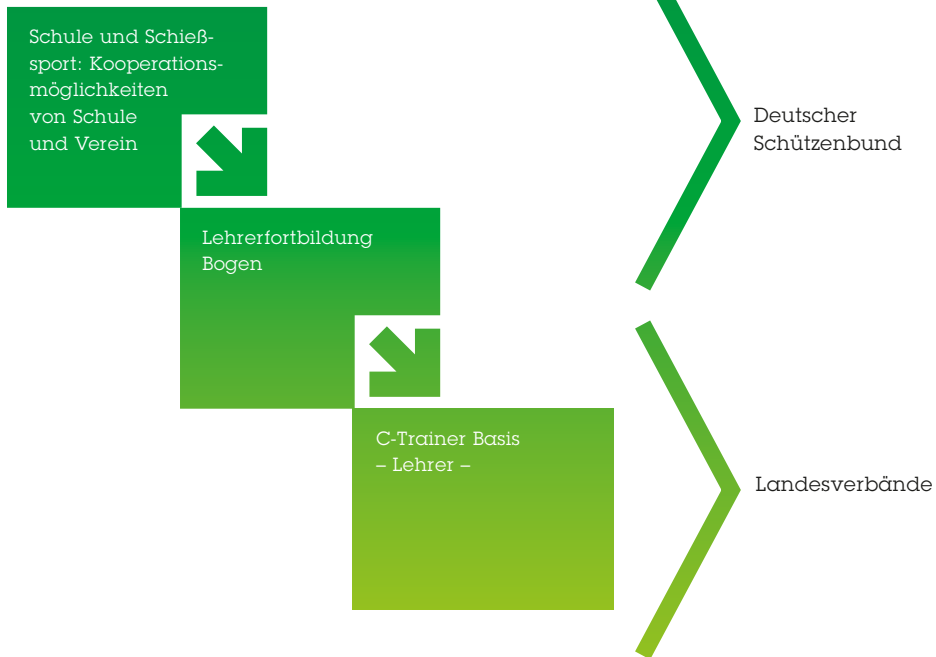 Schule und Schieß-
sport: Kooperations-
möglichkeiten
von Schule
und Verein
Deutscher
Schützenbund
Lehrerfortbildung
Bogen
C-Trainer Basis
– Lehrer –
Landesverbände